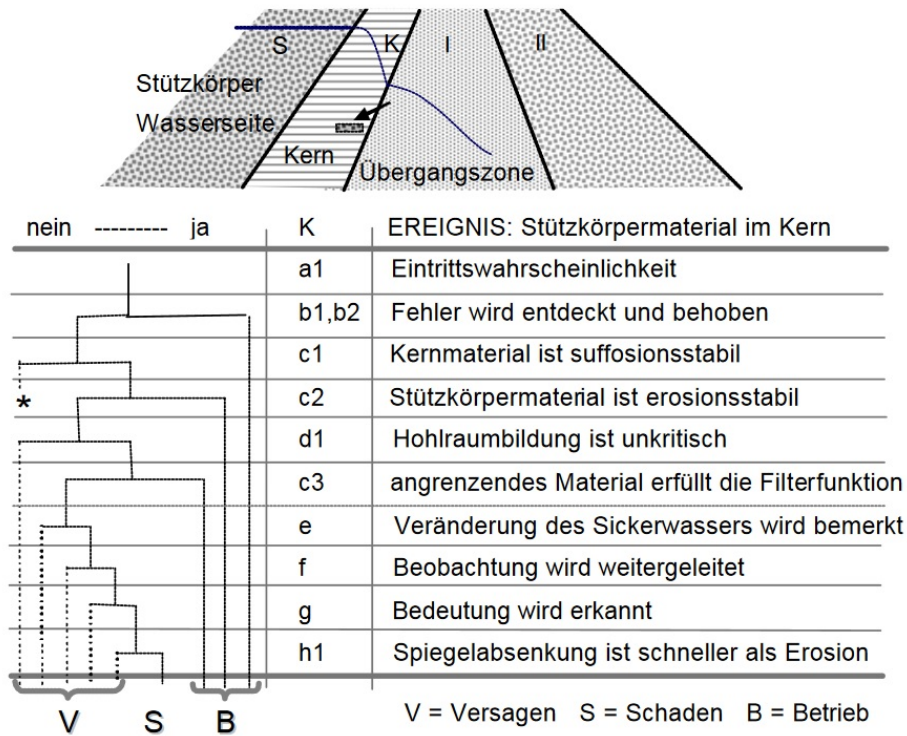 S K I II
Stützkörper
Wasserseite
Kern
Übergangszone
nein --------- ja K EREIGNIS: Stützkörpermaterial im Kern
a1 Eintrittswahrscheinlichkeit
b1,b2 Fehler wird entdeckt und behoben
c1 Kernmaterial ist suffosionsstabil
* c2 Stützkörpermaterial ist erosionsstabil
d1 Hohlraumbildung ist unkritisch
c3 angrenzendes Material erfüllt die Filterfunktion
e Veränderung des Sickerwassers wird bemerkt
f Beobachtung wird weitergeleitet
g Bedeutung wird erkannt
h1 Spiegelabsenkung ist schneller als Erosion
V S B V = Versagen S = Schaden B = Betrieb